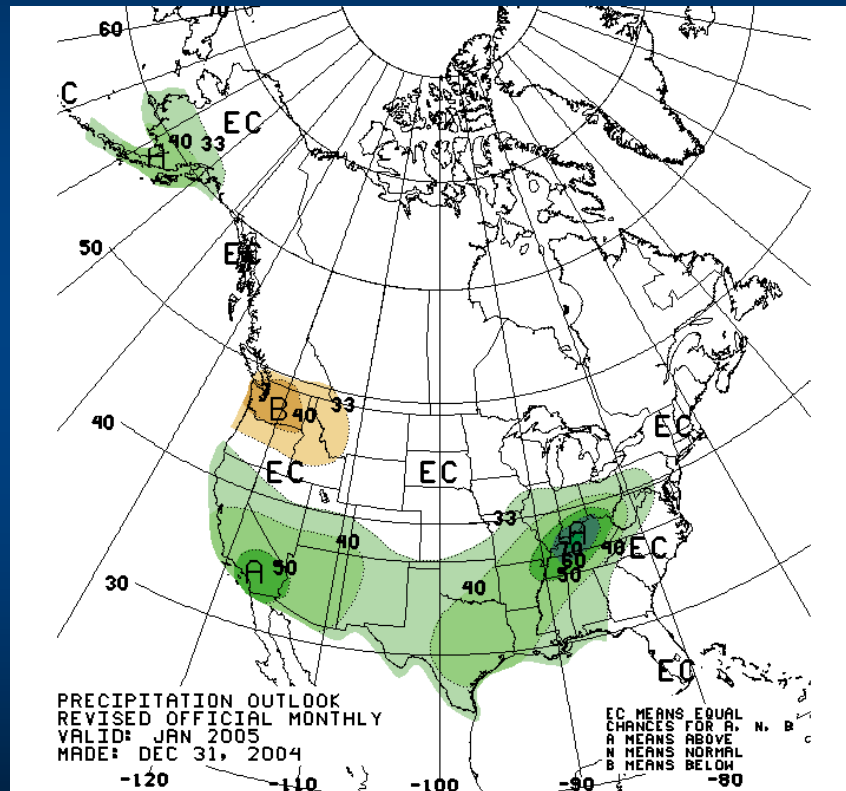 70
60
C
EC
40 33
A
50
EC
33
B 40
40
EC
EC
EC
33
A
40
70 40
EC
60
A 50
50
30
40
EC
PRECIPITATION OUTLOOK
REVISED OFFICIAL MONTHLY
VALID: JAN 2005
MADE: DEC 31, 2004
EC MEANS EQUAL
CHANCES FOR A, N, B
A MEANS ABOVE
N MEANS NORMAL
B MEANS BELOW
-120
-110
-100
-90
-80